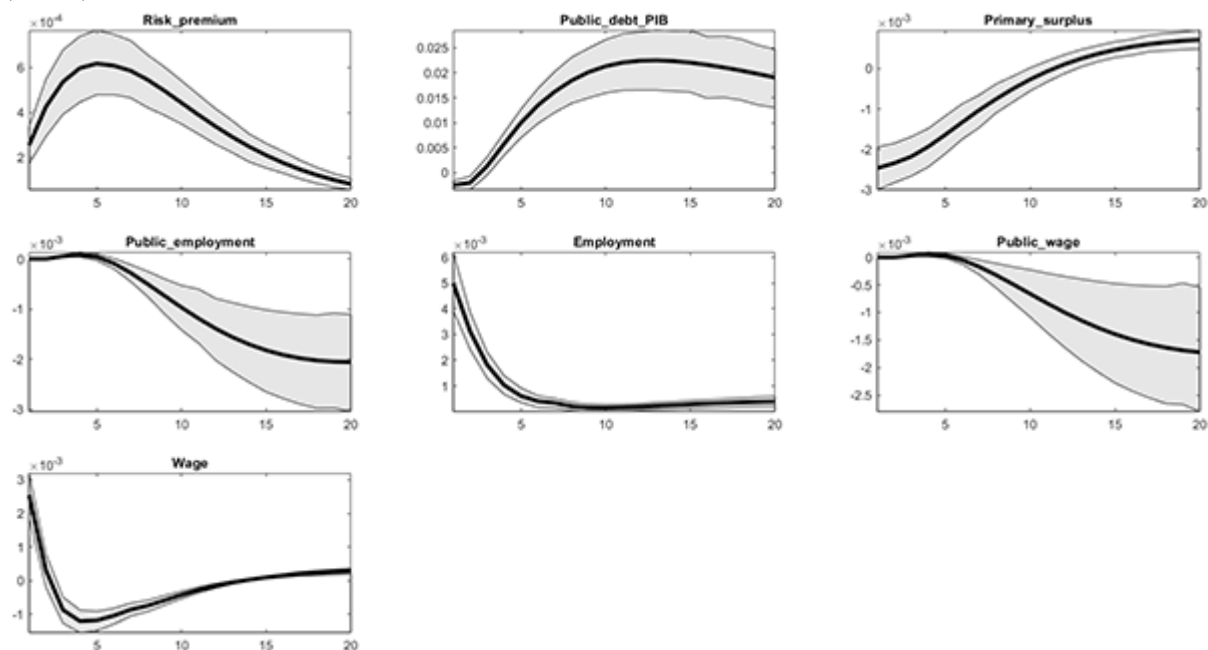 ×10⁻⁴ Risk_premium
6
4
2
5 10 15 20
Public_debt_PIB
0.025
0.02
0.015
0.01
0.005
0
5 10 15 20
×10⁻³ Primary_surplus
0
-1
-2
-3
5 10 15 20
×10⁻³ Public_employment
0
-1
-2
-3
5 10 15 20
×10⁻³ Employment
6
5
4
3
2
1
5 10 15 20
×10⁻³ Public_wage
0
-0.5
-1
-1.5
-2
-2.5
5 10 15 20
×10⁻³ Wage
3
2
1
0
-1
5 10 15 20